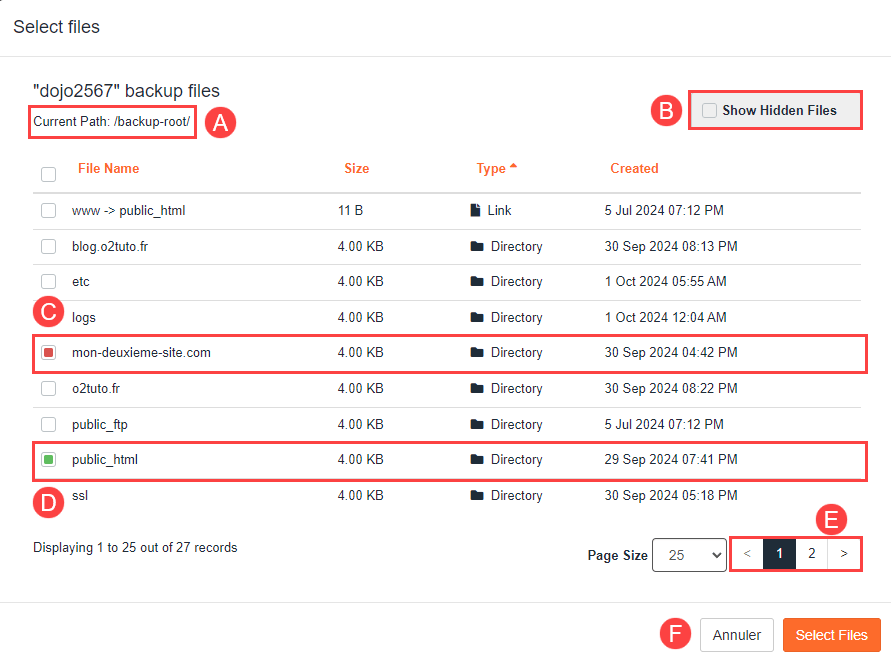 Select files
"dojo2567" backup files
Current Path: /backup-root/ A
B Show Hidden Files
File Name Size Type Created
www -> public_html 11 B Link 5 Jul 2024 07:12 PM
blog.o2tuto.fr 4.00 KB Directory 30 Sep 2024 08:13 PM
etc 4.00 KB Directory 1 Oct 2024 05:55 AM
C logs 4.00 KB Directory 1 Oct 2024 12:04 AM
mon-deuxieme-site.com 4.00 KB Directory 30 Sep 2024 04:42 PM
o2tuto.fr 4.00 KB Directory 30 Sep 2024 08:22 PM
public_ftp 4.00 KB Directory 5 Jul 2024 07:12 PM
public_html 4.00 KB Directory 29 Sep 2024 07:41 PM
D ssl 4.00 KB Directory 30 Sep 2024 05:18 PM
E
Displaying 1 to 25 out of 27 records Page Size 25 < 1 2 >
F Annuler Select Files